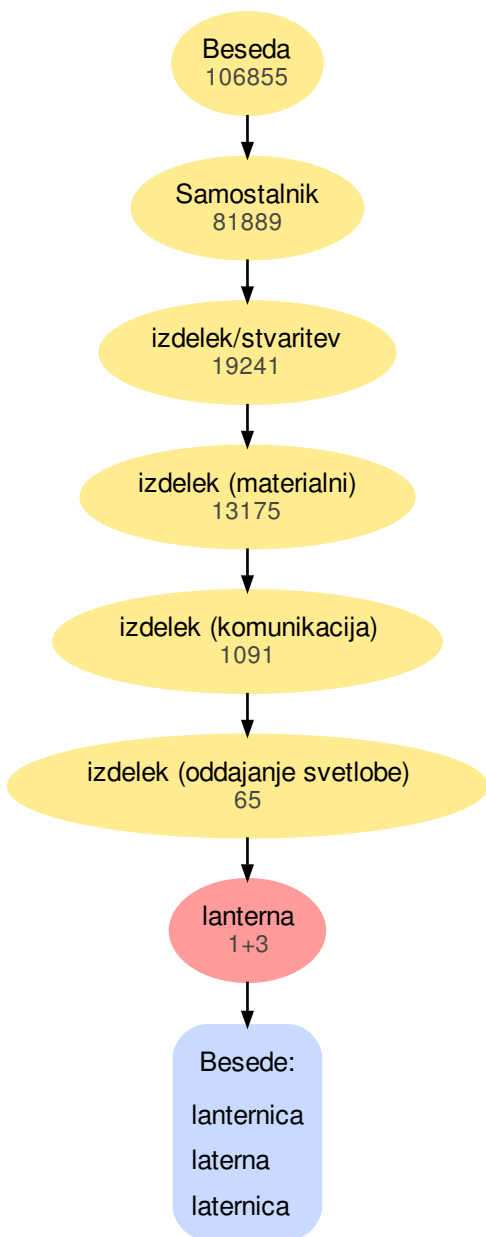 Beseda
106855
Samostalnik
81889
izdelek/stvaritev
19241
izdelek (materialni)
13175
izdelek (komunikacija)
1091
izdelek (oddajanje svetlobe)
65
lanterna
1+3
Besede:
lanternica
laterna
laternica